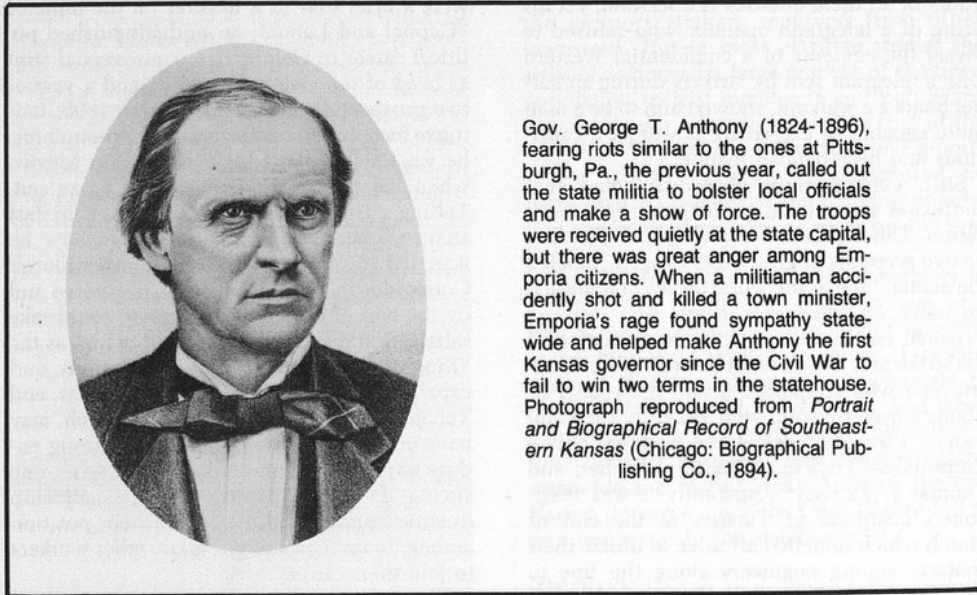 Gov. George T. Anthony (1824-1896),
fearing riots similar to the ones at Pitts-
burgh, Pa., the previous year, called out
the state militia to bolster local officials
and make a show of force. The troops
were received quietly at the state capital,
but there was great anger among Em-
poria citizens. When a militiaman acci-
dently shot and killed a town minister,
Emporia's rage found sympathy state-
wide and helped make Anthony the first
Kansas governor since the Civil War to
fail to win two terms in the statehouse.
Photograph reproduced from Portrait
and Biographical Record of Southeast-
ern Kansas (Chicago: Biographical Pub-
lishing Co., 1894).